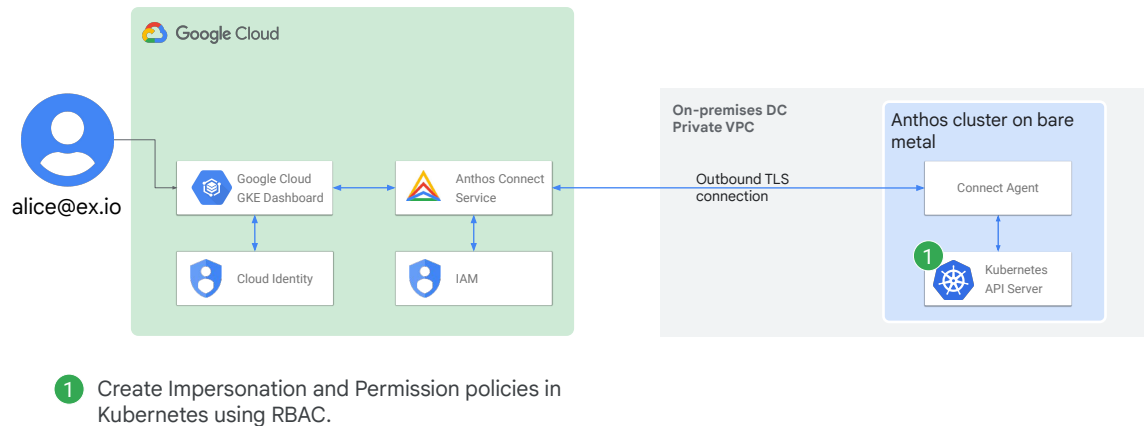 Google Cloud
alice@ex.io
Google Cloud
GKE Dashboard
Anthos Connect
Service
Cloud Identity
IAM
On-premises DC
Private VPC
Outbound TLS
connection
Anthos cluster on bare
metal
Connect Agent
1
Kubernetes
API Server
1 Create Impersonation and Permission policies in
Kubernetes using RBAC.